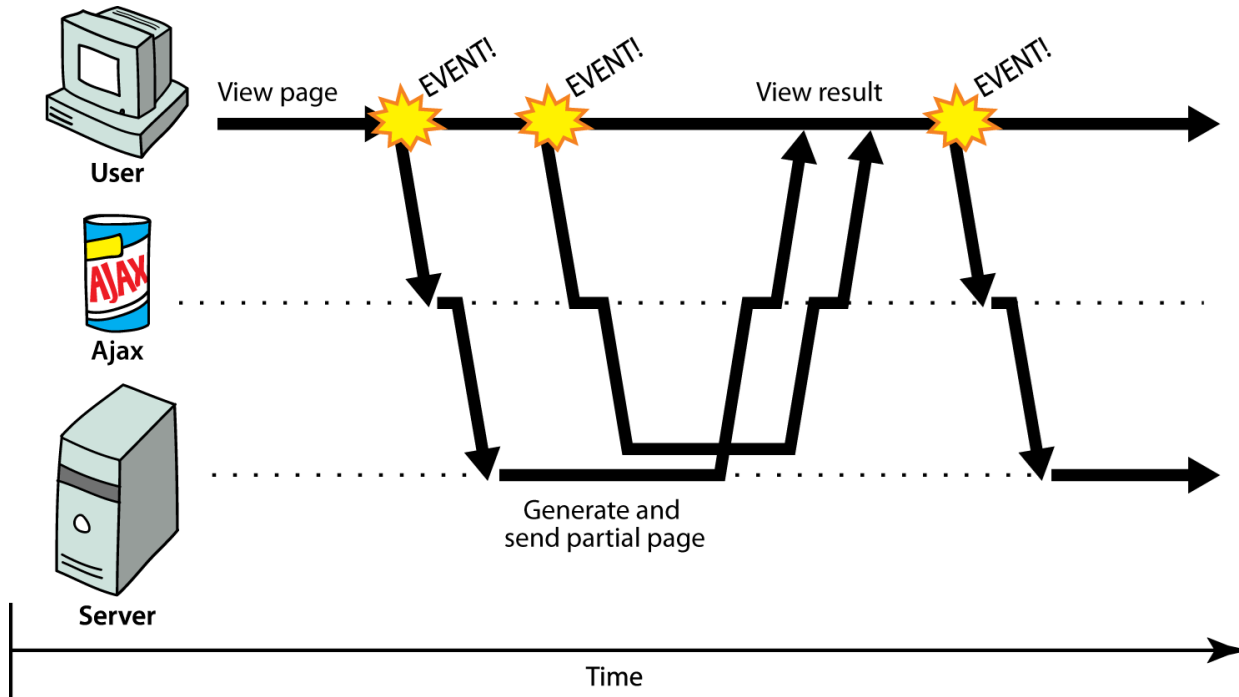 EVENT!
EVENT!
EVENT!
View page
View result
User
AJAX
Ajax
Generate and
send partial page
Server
Time